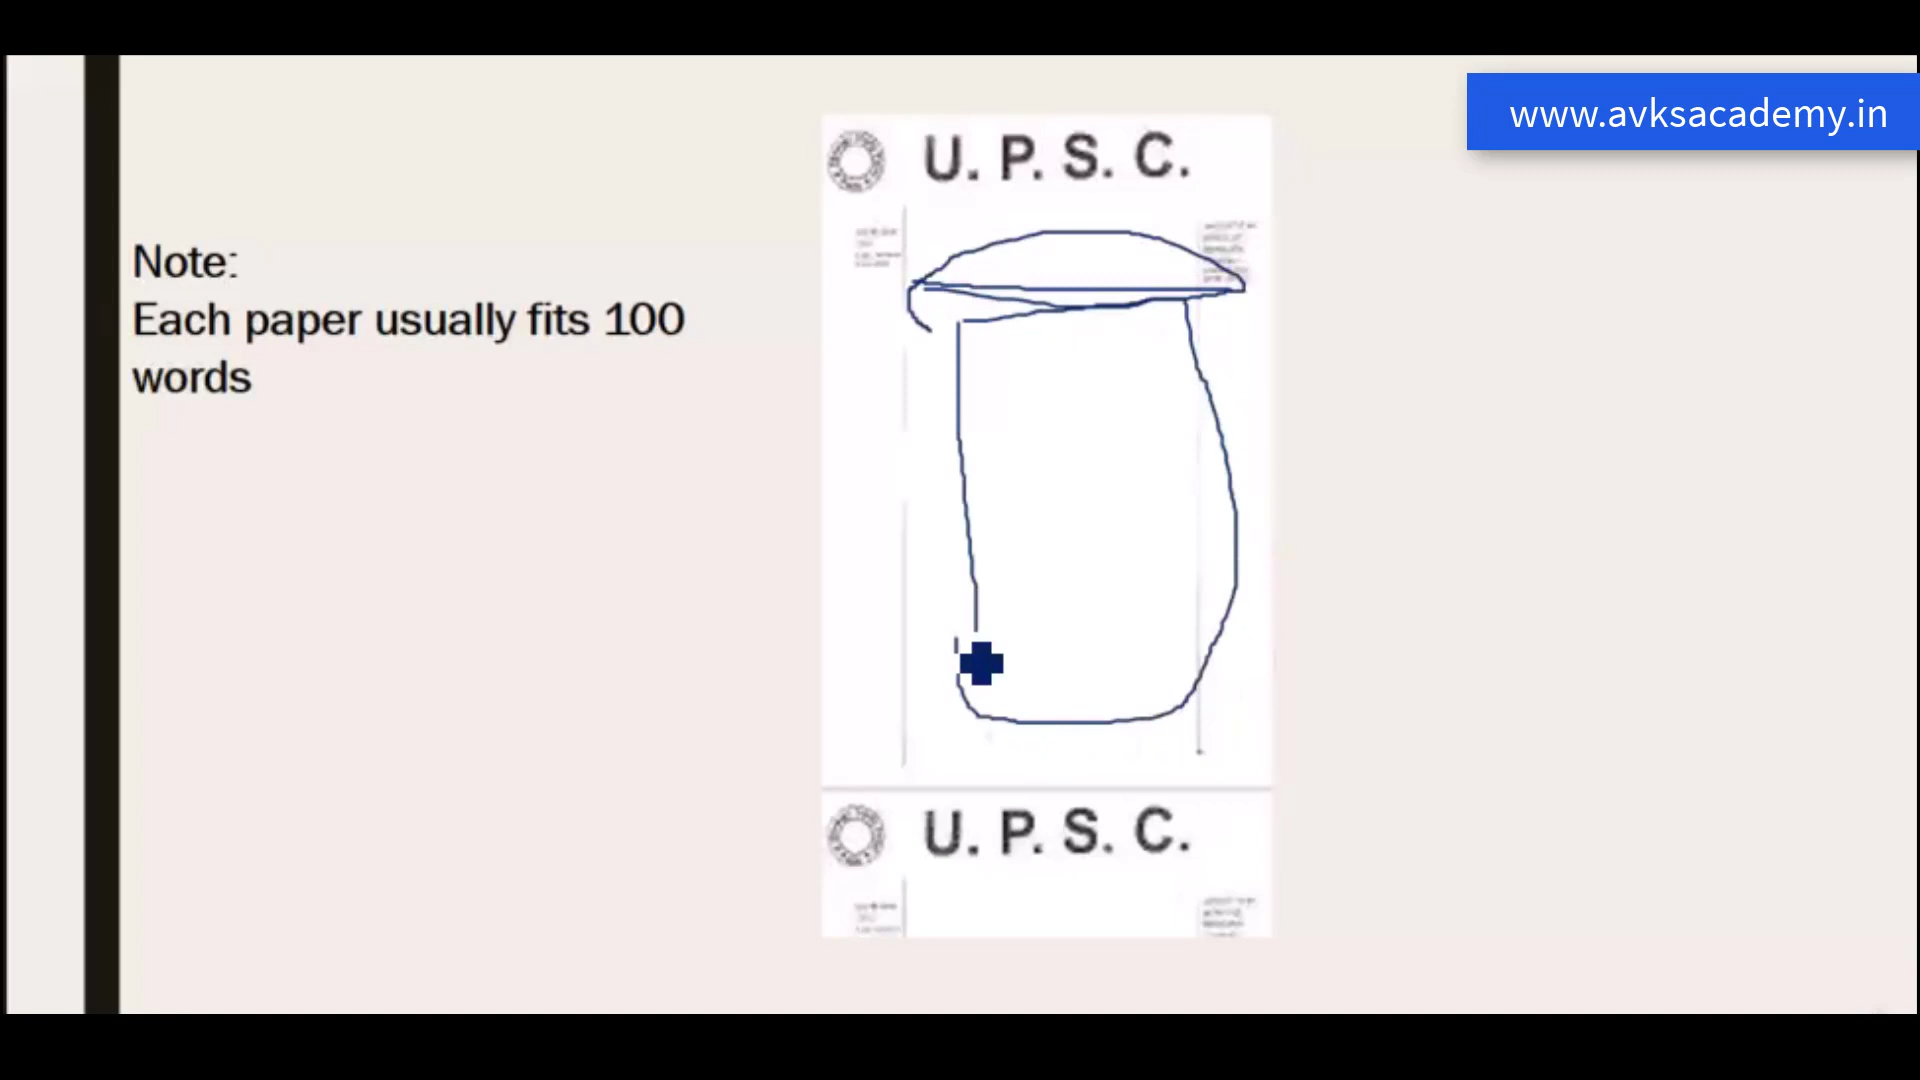 www.avksacademy.in
U. P. S. C.
Note:
Each paper usually fits 100
words
U. P. S. C.